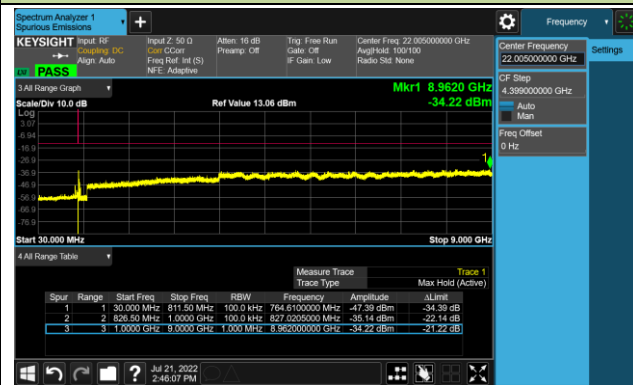 Spectrum Analyzer 1
Spurious Emissions
Frequency
KEYSIGHT Input: RF Input Z: 50 Ω Atten: 16 dB Trig: Free Run Center Freq: 22.005000000 GHz
Coupling: DC Corr CCorr Preamp: Off Gate: Off Avg|Hold: 100/100
Align: Auto Freq Ref: Int (S) IF Gain: Low Radio Std: None
NFE: Adaptive
PASS
Center Frequency
22.005000000 GHz
Settings
CF Step
4.399000000 GHz
Auto
Man
Freq Offset
0 Hz
3 All Range Graph
Mkr1 8.9620 GHz
Scale/Div 10.0 dB Ref Value 13.06 dBm -34.22 dBm
Log
3.07
-6.94
-16.9
-26.9
-36.9
-46.9
-56.9
-66.9
-76.9
1
Start 30.000 MHz Stop 9.000 GHz
4 All Range Table
Measure Trace Trace 1
Trace Type Max Hold (Active)
Spur Range Start Freq Stop Freq RBW Frequency Amplitude ΔLimit
1 1 30.000 MHz 811.50 MHz 100.0 kHz 764.6100000 MHz -47.39 dBm -34.39 dB
2 2 826.50 MHz 1.0000 GHz 100.0 kHz 827.0205000 MHz -35.14 dBm -22.14 dB
3 3 1.0000 GHz 9.0000 GHz 1.000 MHz 8.962000000 GHz -34.22 dBm -21.22 dB
Jul 21, 2022
2:46:07 PM